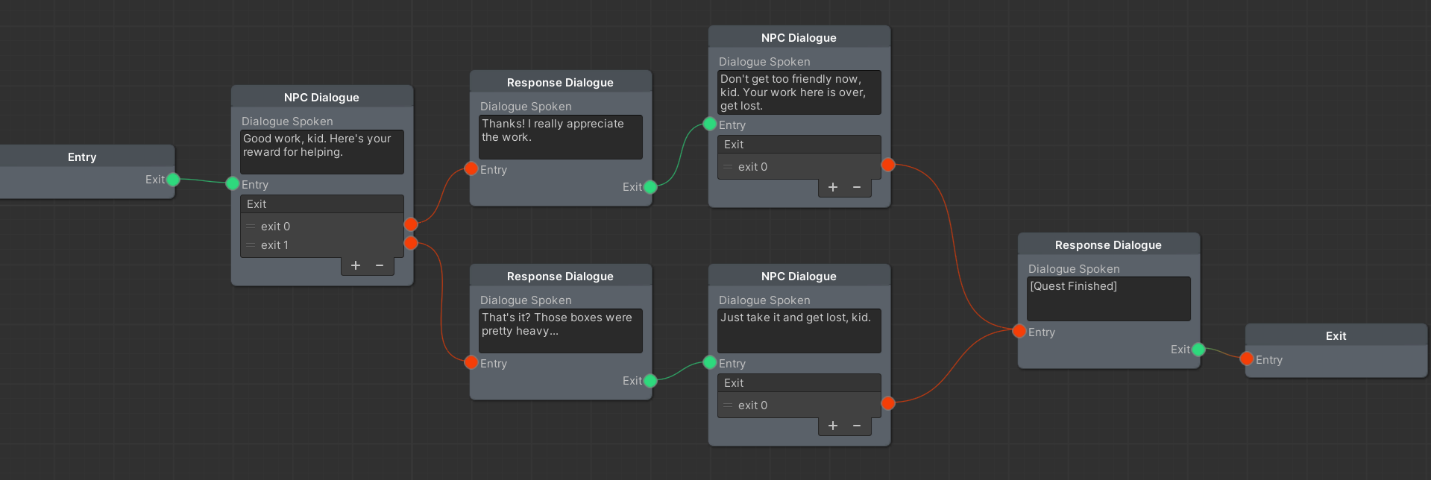 Entry
Exit
NPC Dialogue
Dialogue Spoken
Good work, kid. Here's your
reward for helping.
Entry
Exit
exit 0
exit 1
+ −
Response Dialogue
Dialogue Spoken
Thanks! I really appreciate
the work.
Entry
Exit
NPC Dialogue
Dialogue Spoken
Don't get too friendly now,
kid. Your work here is over,
get lost.
Entry
Exit
exit 0
+ −
Response Dialogue
Dialogue Spoken
That's it? Those boxes were
pretty heavy...
Entry
Exit
NPC Dialogue
Dialogue Spoken
Just take it and get lost, kid.
Entry
Exit
exit 0
+ −
Response Dialogue
Dialogue Spoken
[Quest Finished]
Entry
Exit
Exit
Entry